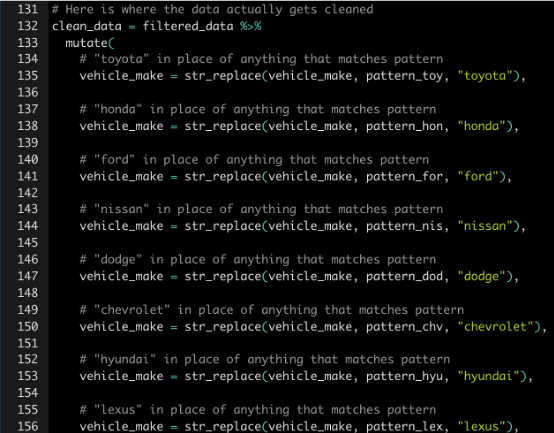 131 # Here is where the data actually gets cleaned
132 clean_data = filtered_data %>%
133   mutate(
134     # "toyota" in place of anything that matches pattern
135     vehicle_make = str_replace(vehicle_make, pattern_toy, "toyota"),
136
137     # "honda" in place of anything that matches pattern
138     vehicle_make = str_replace(vehicle_make, pattern_hon, "honda"),
139
140     # "ford" in place of anything that matches pattern
141     vehicle_make = str_replace(vehicle_make, pattern_for, "ford"),
142
143     # "nissan" in place of anything that matches pattern
144     vehicle_make = str_replace(vehicle_make, pattern_nis, "nissan"),
145
146     # "dodge" in place of anything that matches pattern
147     vehicle_make = str_replace(vehicle_make, pattern_dod, "dodge"),
148
149     # "chevrolet" in place of anything that matches pattern
150     vehicle_make = str_replace(vehicle_make, pattern_chv, "chevrolet"),
151
152     # "hyundai" in place of anything that matches pattern
153     vehicle_make = str_replace(vehicle_make, pattern_hyu, "hyundai"),
154
155     # "lexus" in place of anything that matches pattern
156     vehicle_make = str_replace(vehicle_make, pattern_lex, "lexus"),